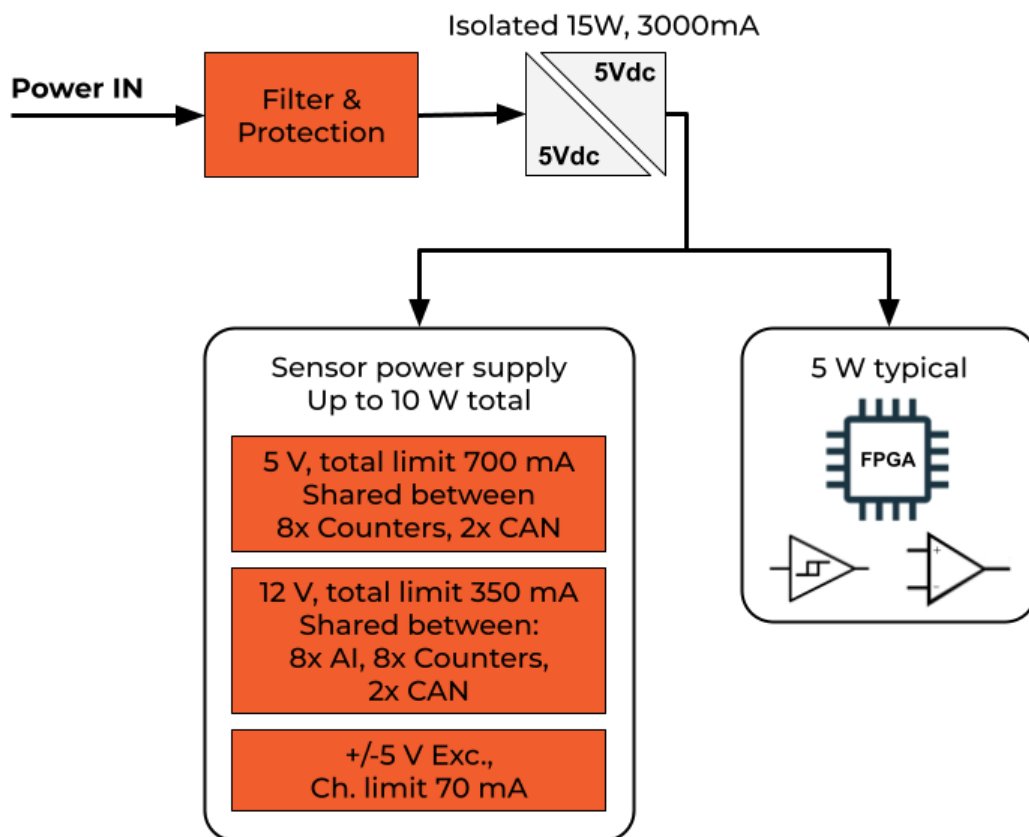 Isolated 15W, 3000mA
Power IN
Filter &
Protection
5Vdc
5Vdc
Sensor power supply
Up to 10 W total
5 V, total limit 700 mA
Shared between
8x Counters, 2x CAN
12 V, total limit 350 mA
Shared between:
8x AI, 8x Counters,
2x CAN
+/-5 V Exc.,
Ch. limit 70 mA
5 W typical
FPGA
+
-